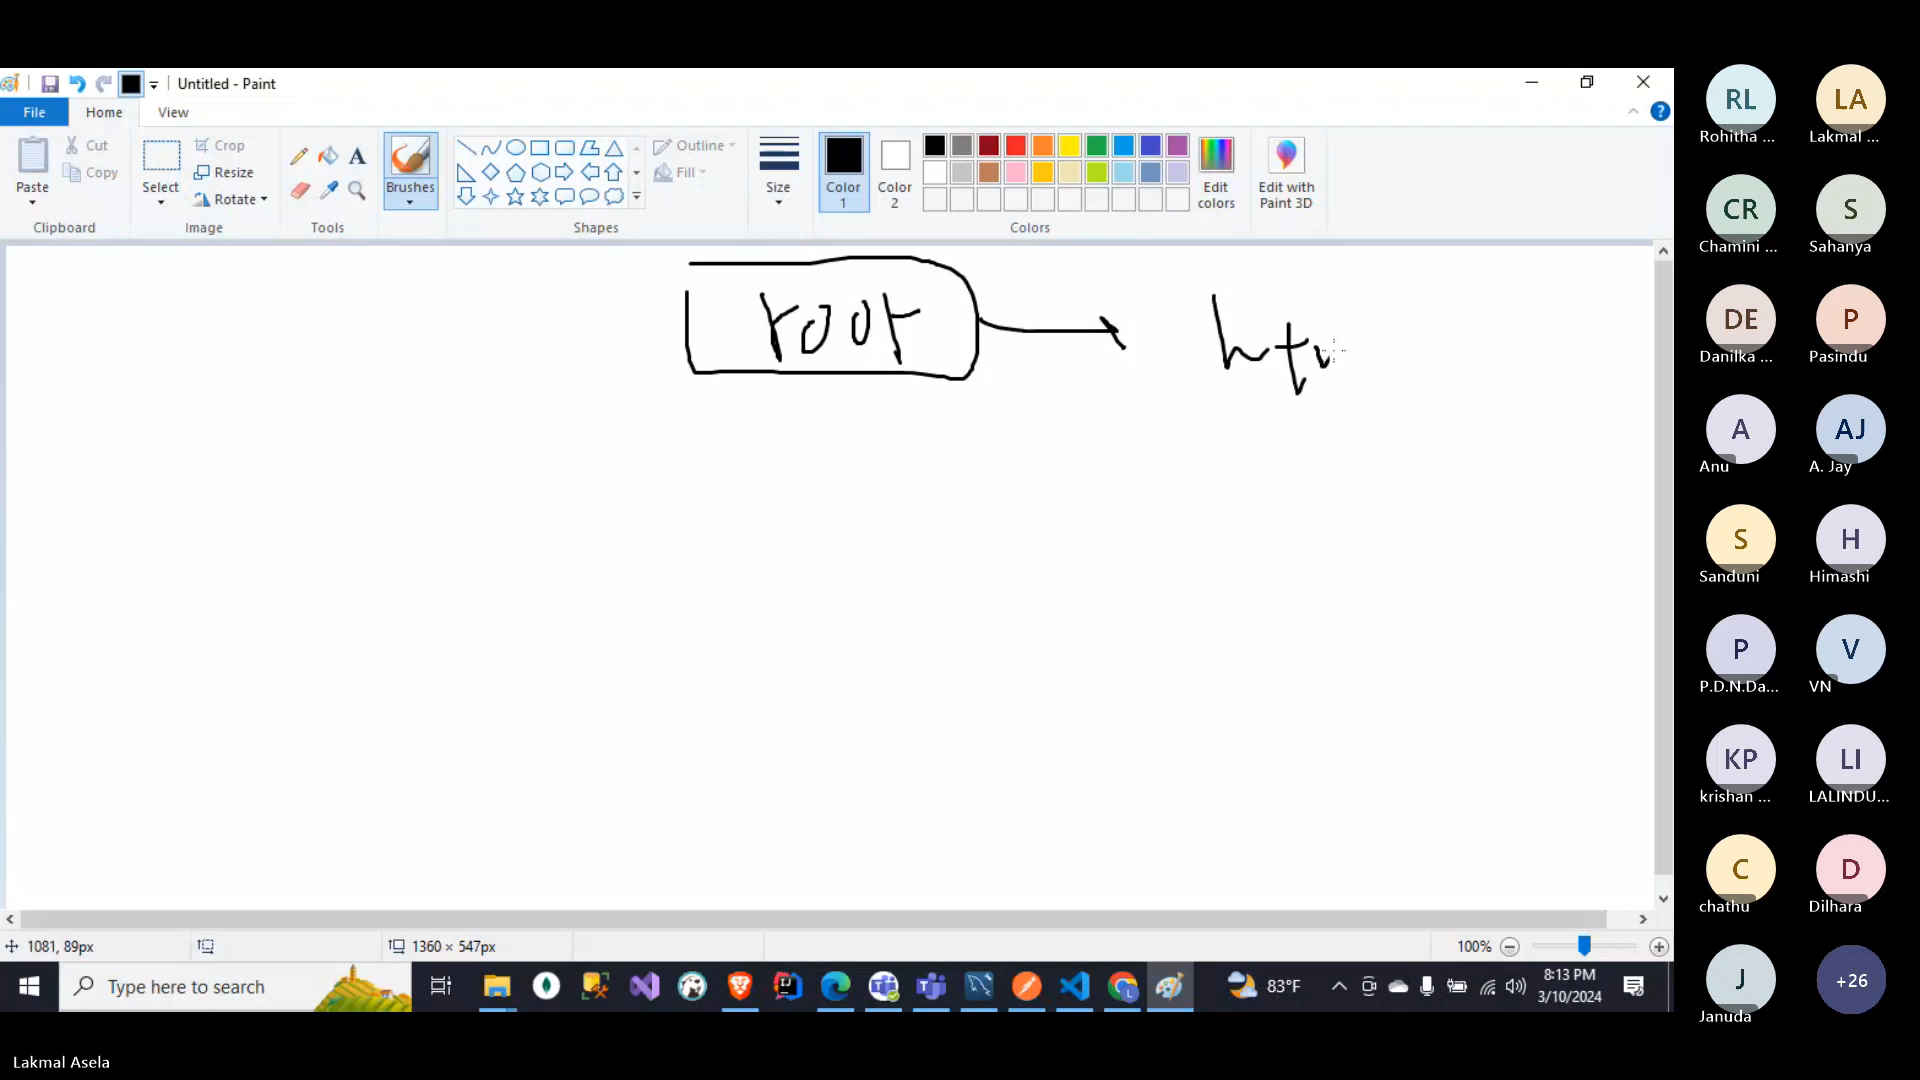 Untitled - Paint
File Home View
Paste Cut Copy Clipboard
Select Crop Resize Rotate Image
Tools
Brushes
Outline Fill Shapes
Size
Color 1
Color 2
Edit colors
Edit with Paint 3D
Colors
root
1081, 89px
1360 × 547px
100%
Type here to search
83°F
8:13 PM
3/10/2024
RL LA
Rohitha ... Lakmal ...
CR S
Chamini ... Sahanya
DE P
Danilka ... Pasindu
A AJ
Anu A. Jay
S H
Sanduni Himashi
P V
P.D.N.Da... VN
KP LI
krishan ... LALINDU...
C D
chathu Dilhara
J +26
Januda
Lakmal Asela